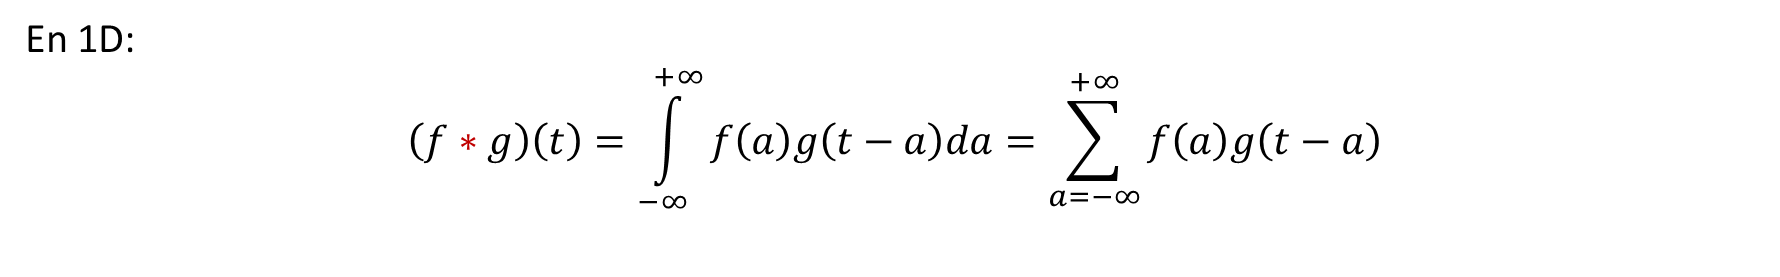 En 1D:
(f * g)(t) = ∫_{−∞}^{+∞} f(a)g(t − a)da = ∑_{a=−∞}^{+∞} f(a)g(t − a)